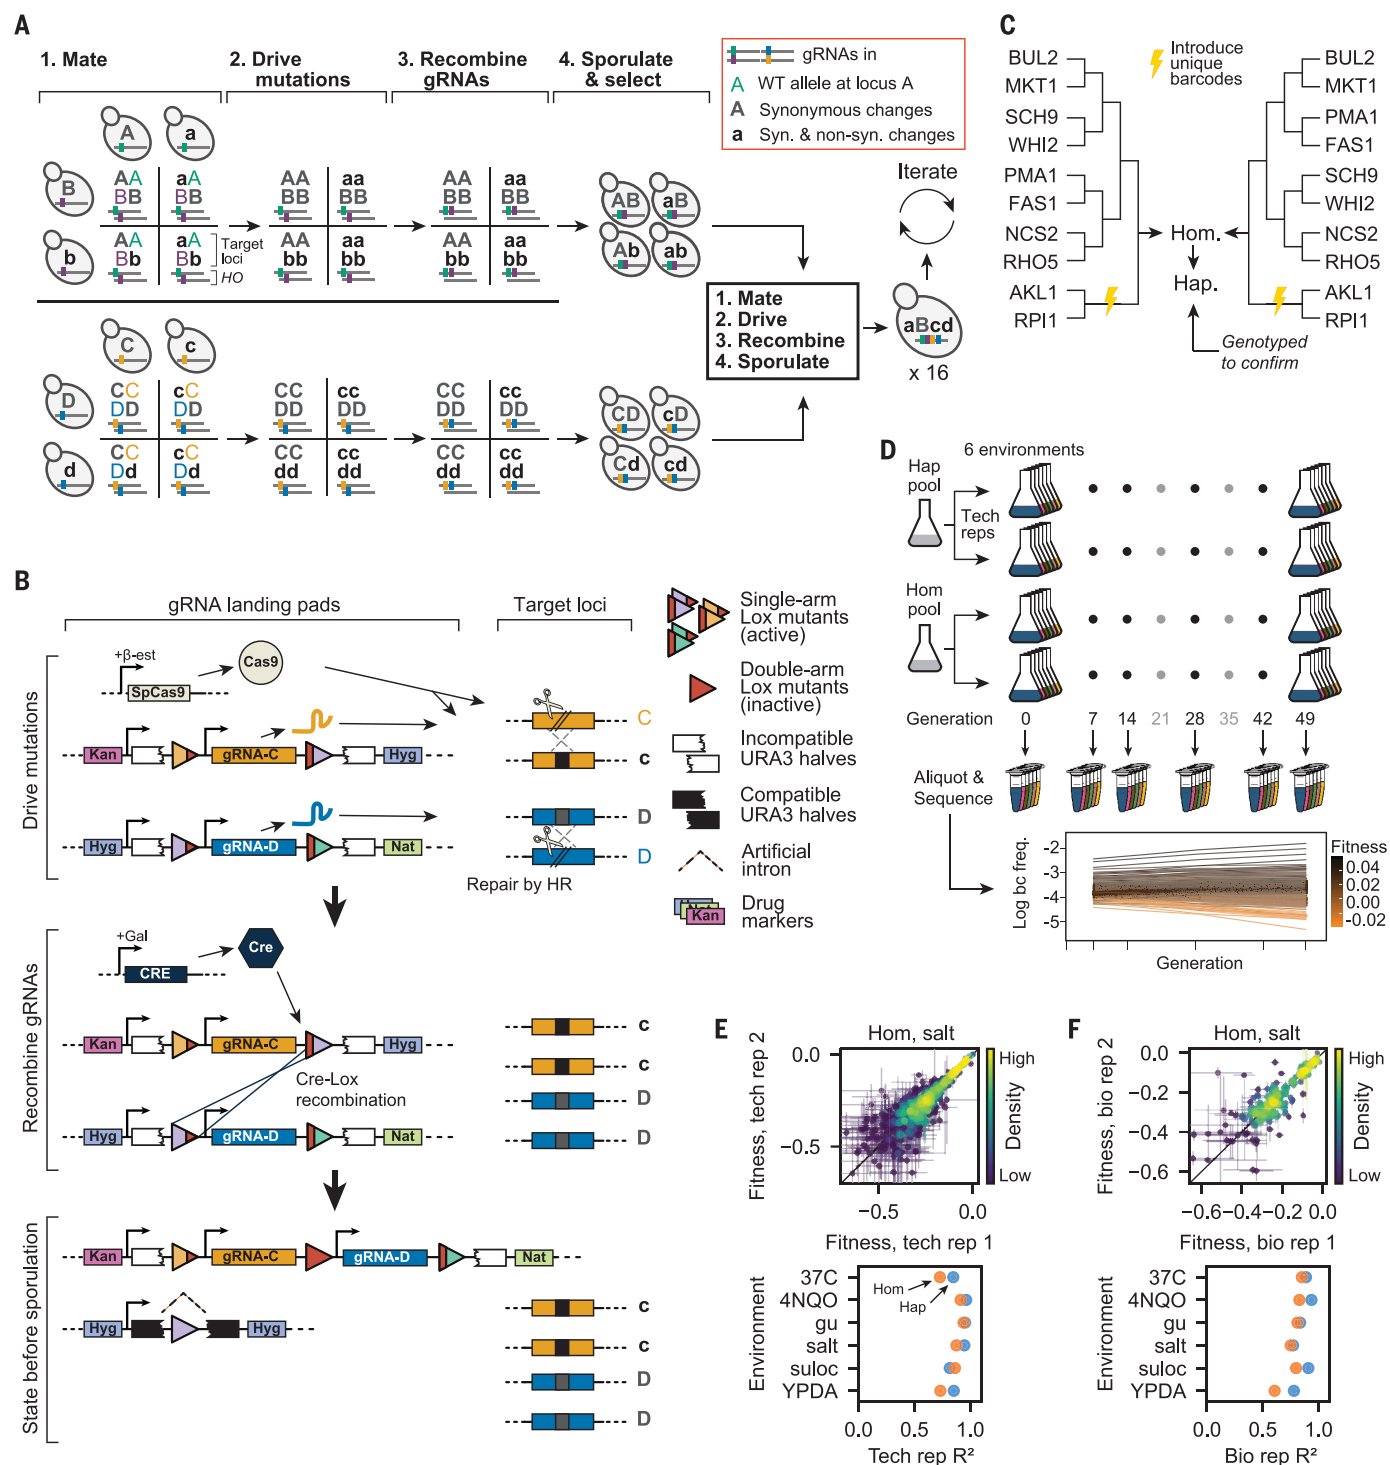 A
1. Mate
2. Drive
mutations
3. Recombine
gRNAs
4. Sporulate
& select
gRNAs in
A WT allele at locus A
A Synonymous changes
a Syn. & non-syn. changes
A
a
B
AA
BB
aA
BB
AA
BB
aa
BB
AA
BB
aa
BB
AB
aB
b
AA
Bb
aA
Bb
Target
loci
HO
AA
bb
aa
bb
AA
bb
aa
bb
Ab
ab
C
c
D
CC
DD
cC
DD
CC
DD
cc
DD
CC
DD
cc
DD
CD
cD
d
CC
Dd
cC
Dd
CC
dd
cc
dd
CC
dd
cc
dd
Cd
cd
1. Mate
2. Drive
3. Recombine
4. Sporulate
Iterate
aBcd
x 16
C
Introduce
unique
barcodes
BUL2
MKT1
SCH9
WHI2
PMA1
FAS1
NCS2
RHO5
AKL1
RPI1
BUL2
MKT1
PMA1
FAS1
SCH9
WHI2
NCS2
RHO5
AKL1
RPI1
Hom.
Hap.
Genotyped
to confirm
B
gRNA landing pads
Target loci
Drive mutations
+β-est
SpCas9
Cas9
Kan
gRNA-C
Hyg
C
c
Hyg
gRNA-D
Nat
D
D
Repair by HR
Recombine gRNAs
+Gal
CRE
Cre
Kan
gRNA-C
Hyg
Cre-Lox
recombination
Hyg
gRNA-D
Nat
c
c
D
D
State before sporulation
Kan
gRNA-C
gRNA-D
Nat
Hyg
Hyg
c
c
D
D
Single-arm
Lox mutants
(active)
Double-arm
Lox mutants
(inactive)
Incompatible
URA3 halves
Compatible
URA3 halves
Artificial
intron
Nat
Kan
Drug
markers
D
6 environments
Hap
pool
Tech
reps
Hom
pool
Generation 0 7 14 21 28 35 42 49
Aliquot &
Sequence
Log bc freq.
-2
-3
-4
-5
Generation
Fitness
0.04
0.02
0.00
-0.02
E
Hom, salt
Fitness, tech rep 2
0.0
−0.5
−0.5 0.0
Fitness, tech rep 1
High
Density
Low
Environment
37C
4NQO
gu
salt
suloc
YPDA
Hom
Hap
0.0 0.5 1.0
Tech rep R²
F
Hom, salt
Fitness, bio rep 2
0.0
−0.2
−0.4
−0.6
−0.6 −0.4 −0.2 0.0
Fitness, bio rep 1
High
Density
Low
Environment
37C
4NQO
gu
salt
suloc
YPDA
0.0 0.5 1.0
Bio rep R²